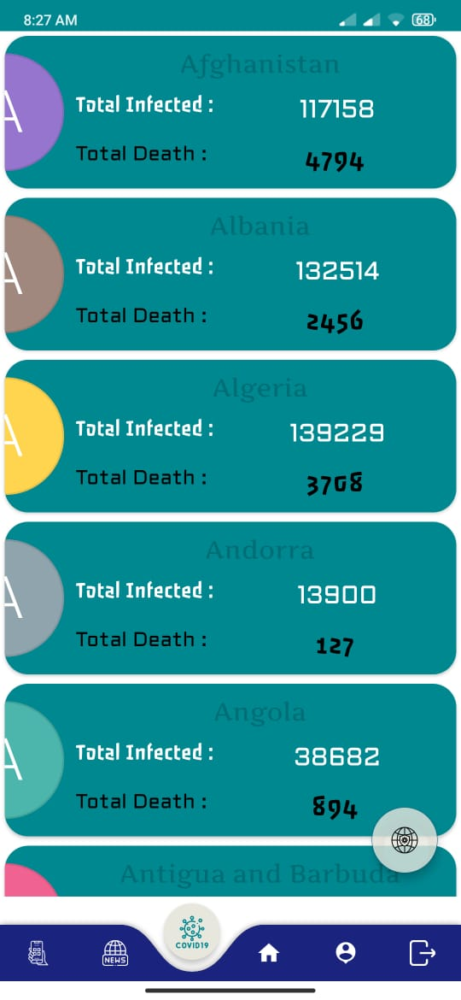 8:27 AM
68
Afghanistan
A
Total Infected :
117158
Total Death :
4794
Albania
A
Total Infected :
132514
Total Death :
2456
Algeria
A
Total Infected :
139229
Total Death :
3708
Andorra
A
Total Infected :
13900
Total Death :
127
Angola
A
Total Infected :
38682
Total Death :
894
Antigua and Barbuda
COVID19
NEWS